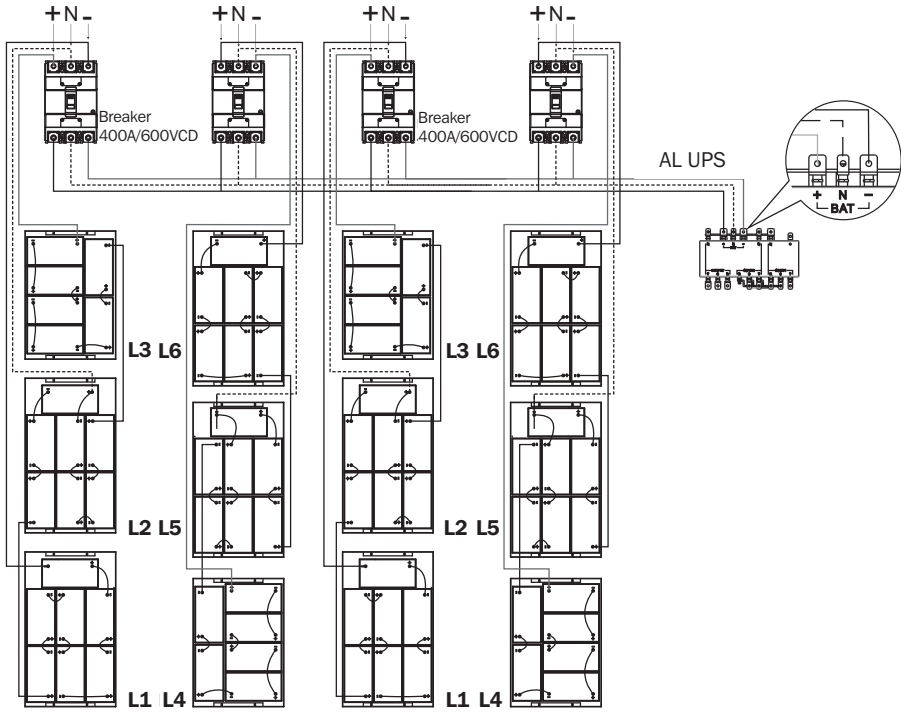 + N - + N - + N - + N -
Breaker
400A/600VCD
Breaker
400A/600VCD
AL UPS
+ N -
BAT
L3 L6 L3 L6
L2 L5 L2 L5
L1 L4 L1 L4